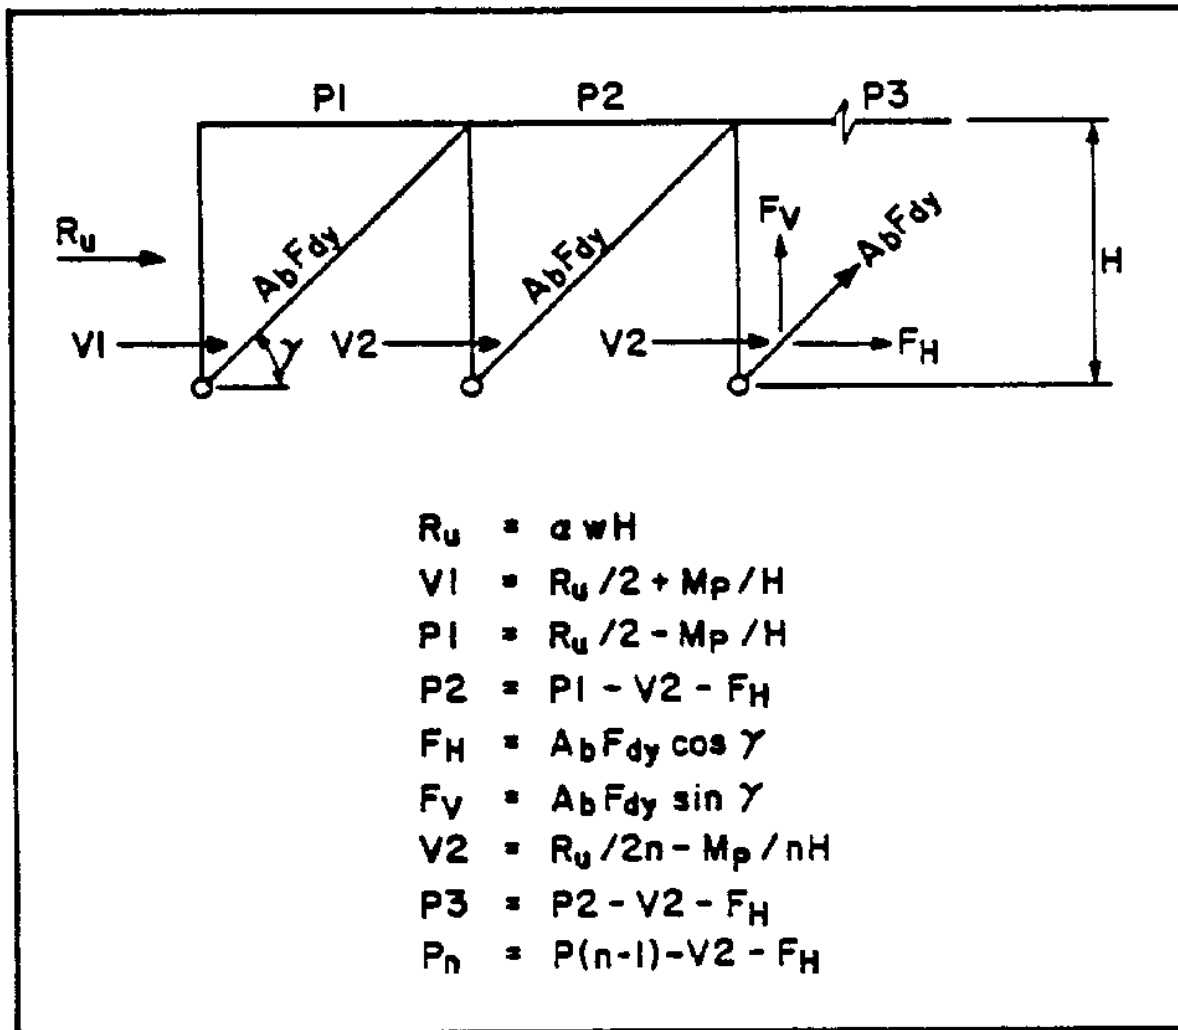 P1 P2 P3
Ru
AbFdy
AbFdy
Fv
AbFdy
H
V1
γ
V2
V2
FH
Ru = αwH
V1 = Ru/2 + Mp/H
P1 = Ru/2 - Mp/H
P2 = P1 - V2 - FH
FH = AbFdy cos γ
Fv = AbFdy sin γ
V2 = Ru/2n - Mp/nH
P3 = P2 - V2 - FH
Pn = P(n-1)-V2 - FH